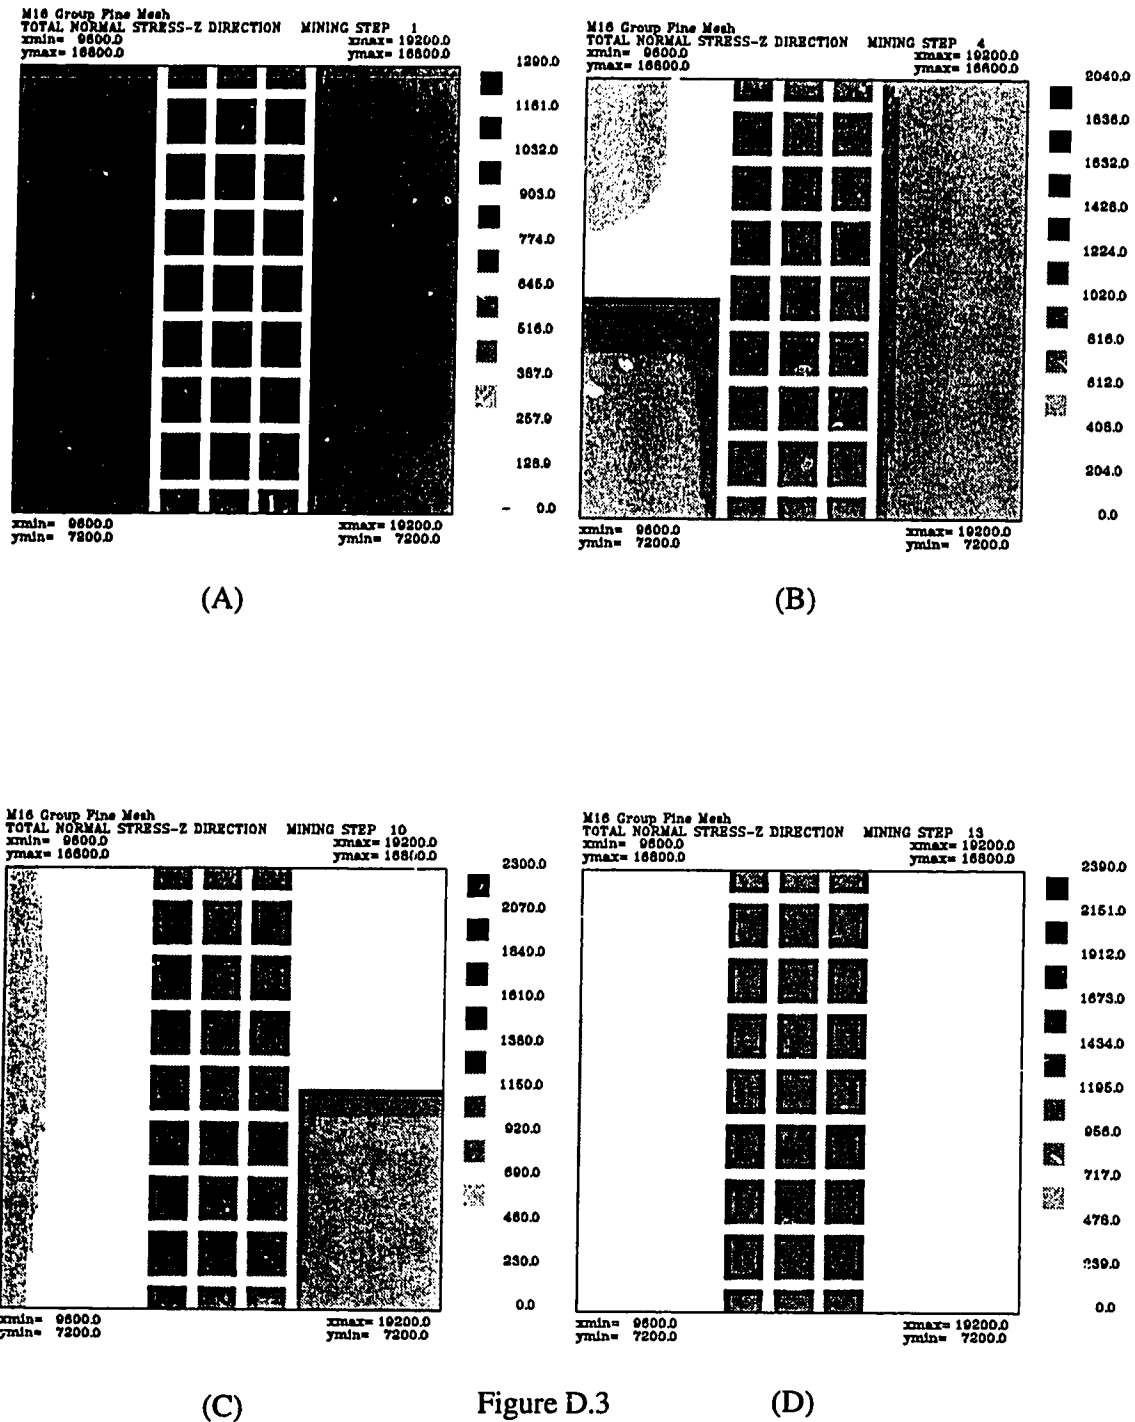 M16 Group Fine Mesh
TOTAL NORMAL STRESS-Z DIRECTION MINING STEP 1
xmin= 9600.0 xmax= 19200.0
ymax= 16800.0 ymax= 16800.0
1290.0
1161.0
1032.0
903.0
774.0
645.0
516.0
387.0
257.9
128.9
0.0
xmin= 9600.0 xmax= 19200.0
ymin= 7200.0 ymin= 7200.0
(A)
M16 Group Fine Mesh
TOTAL NORMAL STRESS-Z DIRECTION MINING STEP 4
xmin= 9600.0 xmax= 19200.0
ymax= 16800.0 ymax= 16800.0
2040.0
1836.0
1632.0
1428.0
1224.0
1020.0
816.0
612.0
408.0
204.0
0.0
xmin= 9600.0 xmax= 19200.0
ymin= 7200.0 ymin= 7200.0
(B)
M16 Group Fine Mesh
TOTAL NORMAL STRESS-Z DIRECTION MINING STEP 10
xmin= 9600.0 xmax= 19200.0
ymax= 16800.0 ymax= 16800.0
2300.0
2070.0
1840.0
1610.0
1380.0
1150.0
920.0
690.0
460.0
230.0
0.0
xmin= 9600.0 xmax= 19200.0
ymin= 7200.0 ymin= 7200.0
(C)
M16 Group Fine Mesh
TOTAL NORMAL STRESS-Z DIRECTION MINING STEP 13
xmin= 9600.0 xmax= 19200.0
ymax= 16800.0 ymax= 16800.0
2390.0
2151.0
1912.0
1673.0
1434.0
1195.0
956.0
717.0
478.0
239.0
0.0
xmin= 9600.0 xmax= 19200.0
ymin= 7200.0 ymin= 7200.0
(D)
Figure D.3